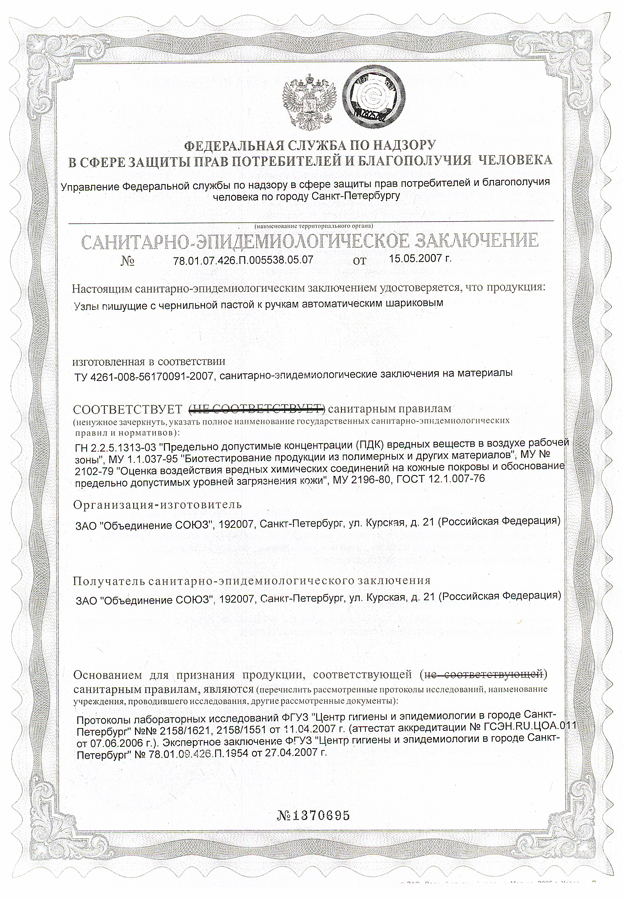 ФЕДЕРАЛЬНАЯ СЛУЖБА ПО НАДЗОРУ
В СФЕРЕ ЗАЩИТЫ ПРАВ ПОТРЕБИТЕЛЕЙ И БЛАГОПОЛУЧИЯ ЧЕЛОВЕКА
Управление Федеральной службы по надзору в сфере защиты прав потребителей и благополучия
человека по городу Санкт-Петербургу
(наименование территориального органа)
САНИТАРНО-ЭПИДЕМИОЛОГИЧЕСКОЕ ЗАКЛЮЧЕНИЕ
№ 78.01.07.426.П.005538.05.07 от 15.05.2007 г.
Настоящим санитарно-эпидемиологическим заключением удостоверяется, что продукция:
Узлы пишущие с чернильной пастой к ручкам автоматическим шариковым
изготовленная в соответствии
ТУ 4261-008-56170091-2007, санитарно-эпидемиологические заключения на материалы
СООТВЕТСТВУЕТ (НЕ СООТВЕТСТВУЕТ) санитарным правилам
(ненужное зачеркнуть, указать полное наименование государственных санитарно-эпидемиологических
правил и нормативов):
ГН 2.2.5.1313-03 "Предельно допустимые концентрации (ПДК) вредных веществ в воздухе рабочей
зоны", МУ 1.1.037-95 "Биотестирование продукции из полимерных и других материалов", МУ №
2102-79 "Оценка воздействия вредных химических соединений на кожные покровы и обоснование
предельно допустимых уровней загрязнения кожи", МУ 2196-80, ГОСТ 12.1.007-76
Организация-изготовитель
ЗАО "Объединение СОЮЗ", 192007, Санкт-Петербург, ул. Курская, д. 21 (Российская Федерация)
Получатель санитарно-эпидемиологического заключения
ЗАО "Объединение СОЮЗ", 192007, Санкт-Петербург, ул. Курская, д. 21 (Российская Федерация)
Основанием для признания продукции, соответствующей (не соответствующей)
санитарным правилам, являются (перечислить рассмотренные протоколы исследований, наименование
учреждения, проводившего исследования, другие рассмотренные документы):
Протоколы лабораторных исследований ФГУЗ "Центр гигиены и эпидемиологии в городе Санкт-
Петербург" №№ 2158/1621, 2158/1551 от 11.04.2007 г. (аттестат аккредитации № ГСЭН.RU.ЦОА.011
от 07.06.2006 г.). Экспертное заключение ФГУЗ "Центр гигиены и эпидемиологии в городе Санкт-
Петербург" № 78.01.09.426.П.1954 от 27.04.2007 г.
№1370695